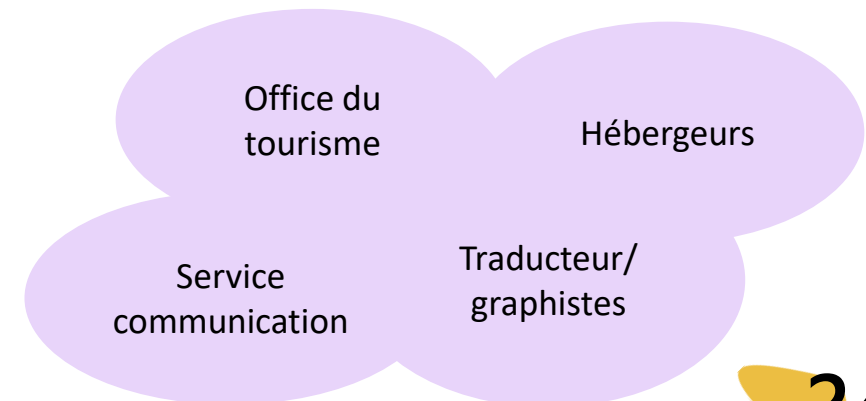 Office du
tourisme
Hébergeurs
Service
communication
Traducteur/
graphistes